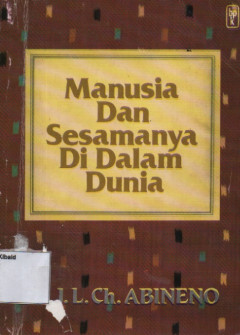 Manusia
Dan
Sesamanya
Di Dalam
Dunia
J. L. Ch. ABINENO